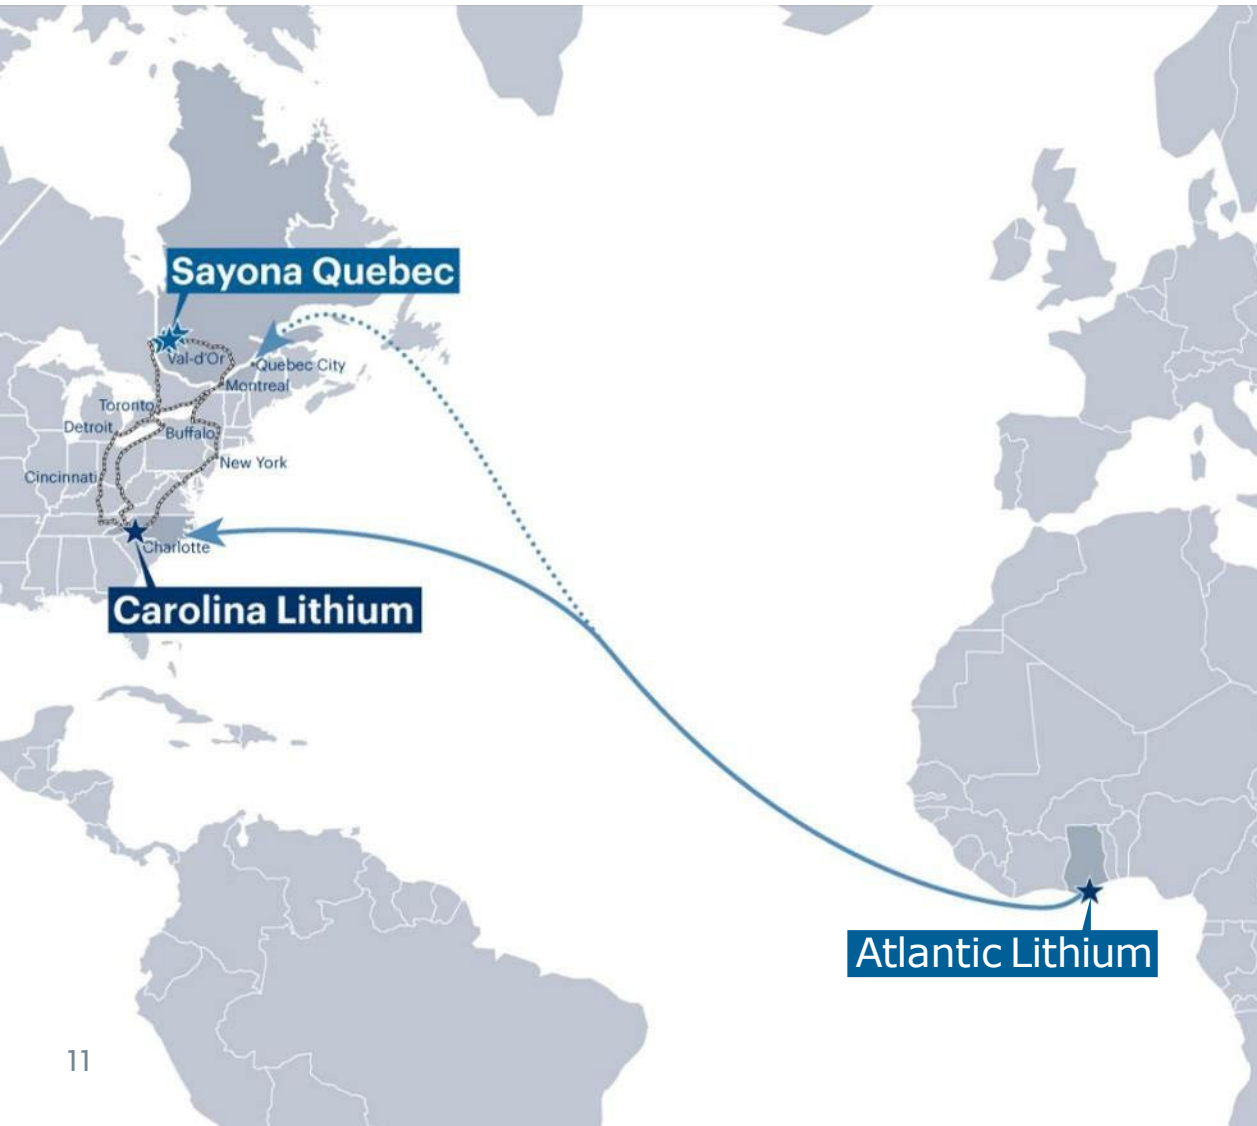 Sayona Quebec
Val-d'Or
Quebec City
Montreal
Toronto
Detroit
Buffalo
New York
Cincinnati
Charlotte
Carolina Lithium
Atlantic Lithium
11